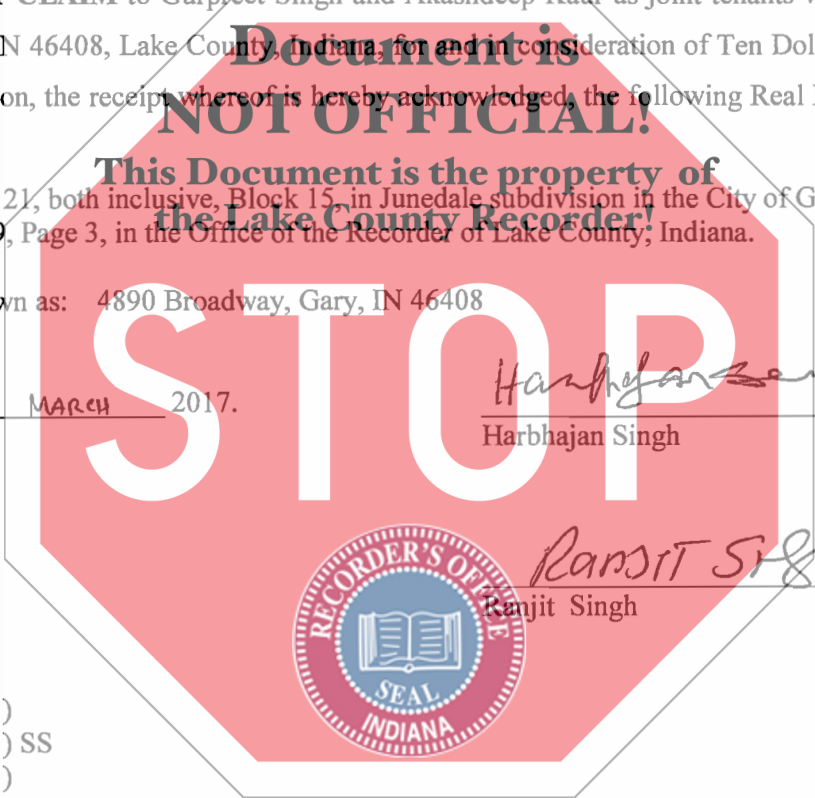 CLAIM to Gurpreet Singh and Akashdeep Kaur as joint tenants
Document is
N 46408, Lake County, Indiana, for and in consideration of Ten Dol
on, the receipt whereof is hereby acknowledged, the following Real
NOT OFFICIAL!
This Document is the property of
21, both inclusive, Block 15, in Junedale subdivision in the City of G
the Lake County Recorder!
, Page 3, in the Office of the Recorder of Lake County, Indiana.
wn as: 4890 Broadway, Gary, IN 46408
STOP
MARCH 2017.
Harbhajan Singh
RECORDER'S OFFICE
RANJIT
Ranjit Singh
SEAL
INDIANA
)
) SS
)